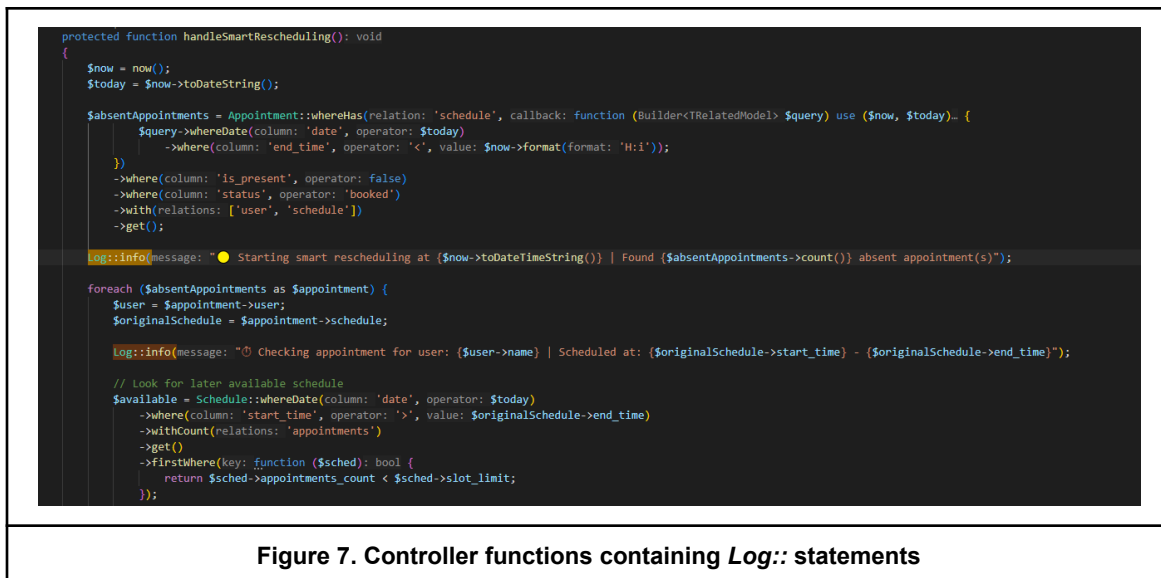 protected function handleSmartRescheduling(): void
{
$now = now();
$today = $now->toDateString();
$absentAppointments = Appointment::whereHas(relation: 'schedule', callback: function (Builder<TRelatedModel> $query) use ($now, $today)… {
$query->whereDate(column: 'date', operator: $today)
->where(column: 'end_time', operator: '<', value: $now->format(format: 'H:i'));
})
->where(column: 'is_present', operator: false)
->where(column: 'status', operator: 'booked')
->with(relations: ['user', 'schedule'])
->get();
Log::info(message: "🟡 Starting smart rescheduling at {$now->toDateTimeString()} | Found {$absentAppointments->count()} absent appointment(s)");
foreach ($absentAppointments as $appointment) {
$user = $appointment->user;
$originalSchedule = $appointment->schedule;
Log::info(message: "⏱ Checking appointment for user: {$user->name} | Scheduled at: {$originalSchedule->start_time} - {$originalSchedule->end_time}");
// Look for later available schedule
$available = Schedule::whereDate(column: 'date', operator: $today)
->where(column: 'start_time', operator: '>', value: $originalSchedule->end_time)
->withCount(relations: 'appointments')
->get()
->firstWhere(key: function ($sched): bool {
return $sched->appointments_count < $sched->slot_limit;
});
Figure 7. Controller functions containing Log:: statements